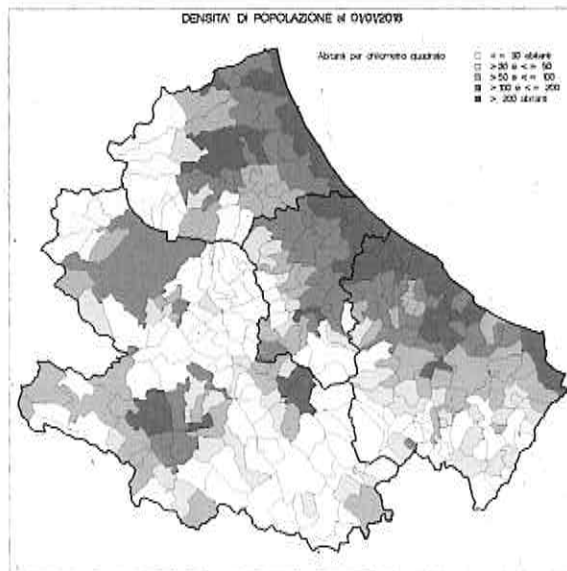 DENSITA' DI POPOLAZIONE al 01/01/2018
Abitanti per chilometro quadrato
< = 30 abitanti
> 30 e < = 50
> 50 e < = 100
> 100 e < = 200
> 200 abitanti